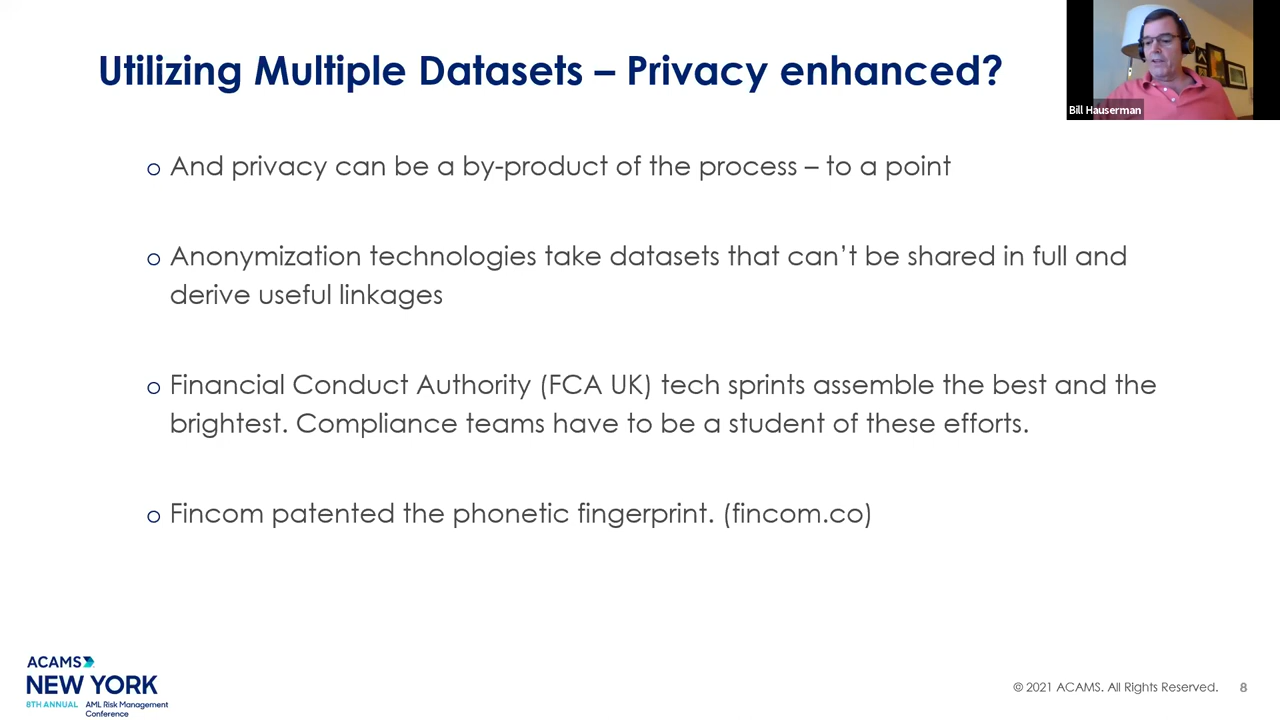 Utilizing Multiple Datasets – Privacy enhanced?
Bill Hauserman
o And privacy can be a by-product of the process – to a point
o Anonymization technologies take datasets that can’t be shared in full and
derive useful linkages
o Financial Conduct Authority (FCA UK) tech sprints assemble the best and the
brightest. Compliance teams have to be a student of these efforts.
o Fincom patented the phonetic fingerprint. (fincom.co)
ACAMS
NEW YORK
8TH ANNUAL AML Risk Management
Conference
© 2021 ACAMS. All Rights Reserved. 8